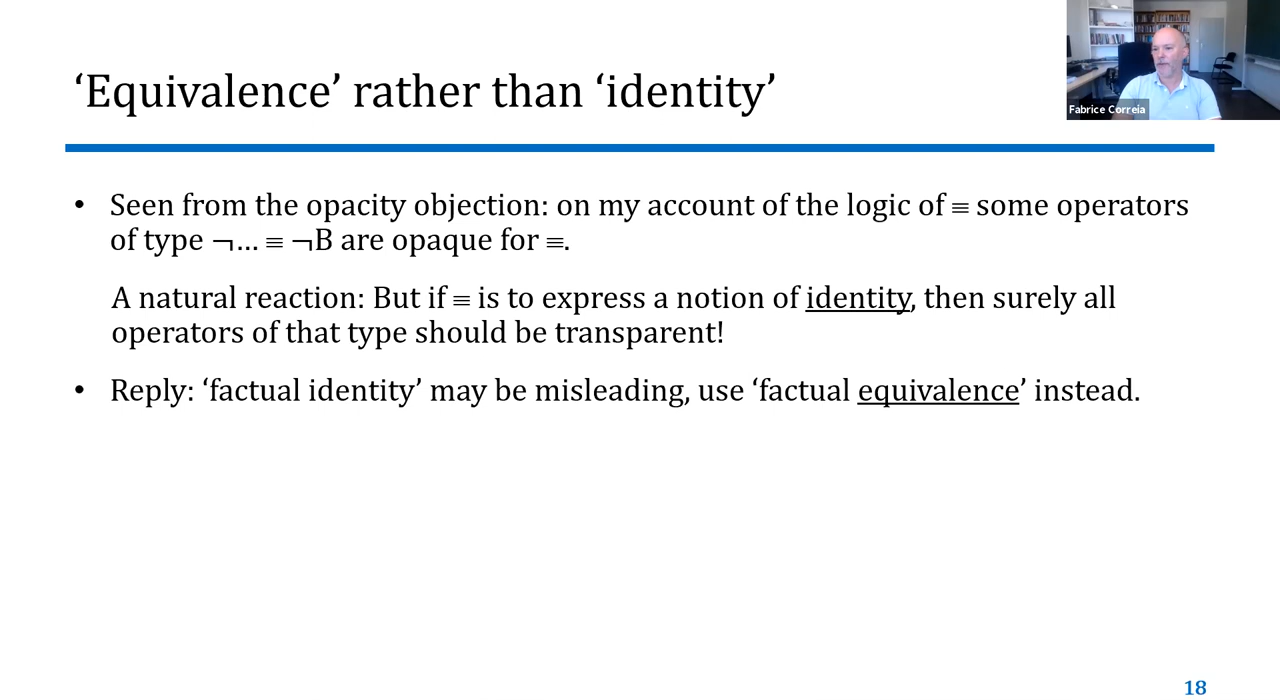 ‘Equivalence’ rather than ‘identity’
Fabrice Correia
• Seen from the opacity objection: on my account of the logic of ≡ some operators
of type ¬… ≡ ¬B are opaque for ≡.
A natural reaction: But if ≡ is to express a notion of identity, then surely all
operators of that type should be transparent!
• Reply: ‘factual identity’ may be misleading, use ‘factual equivalence’ instead.
18